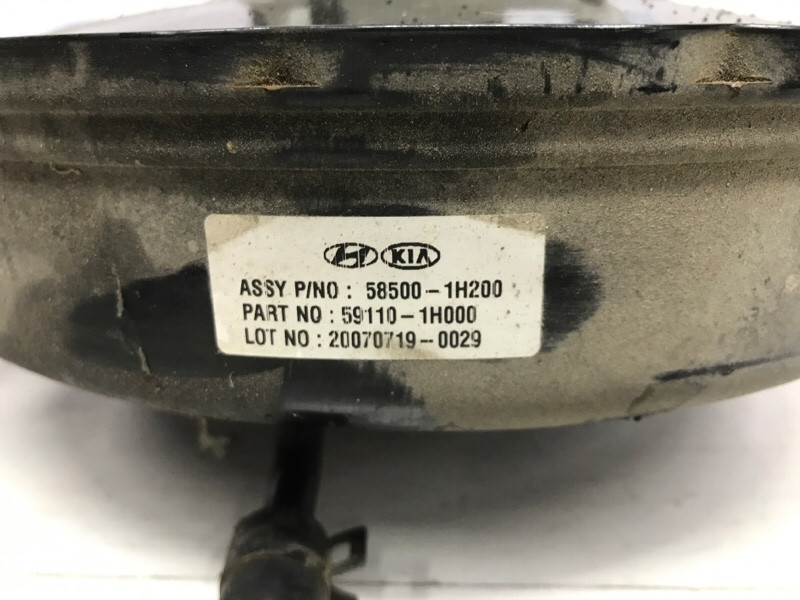 KIA
ASSY P/NO : 58500-1H200
PART NO : 59110-1H000
LOT NO : 20070719-0029